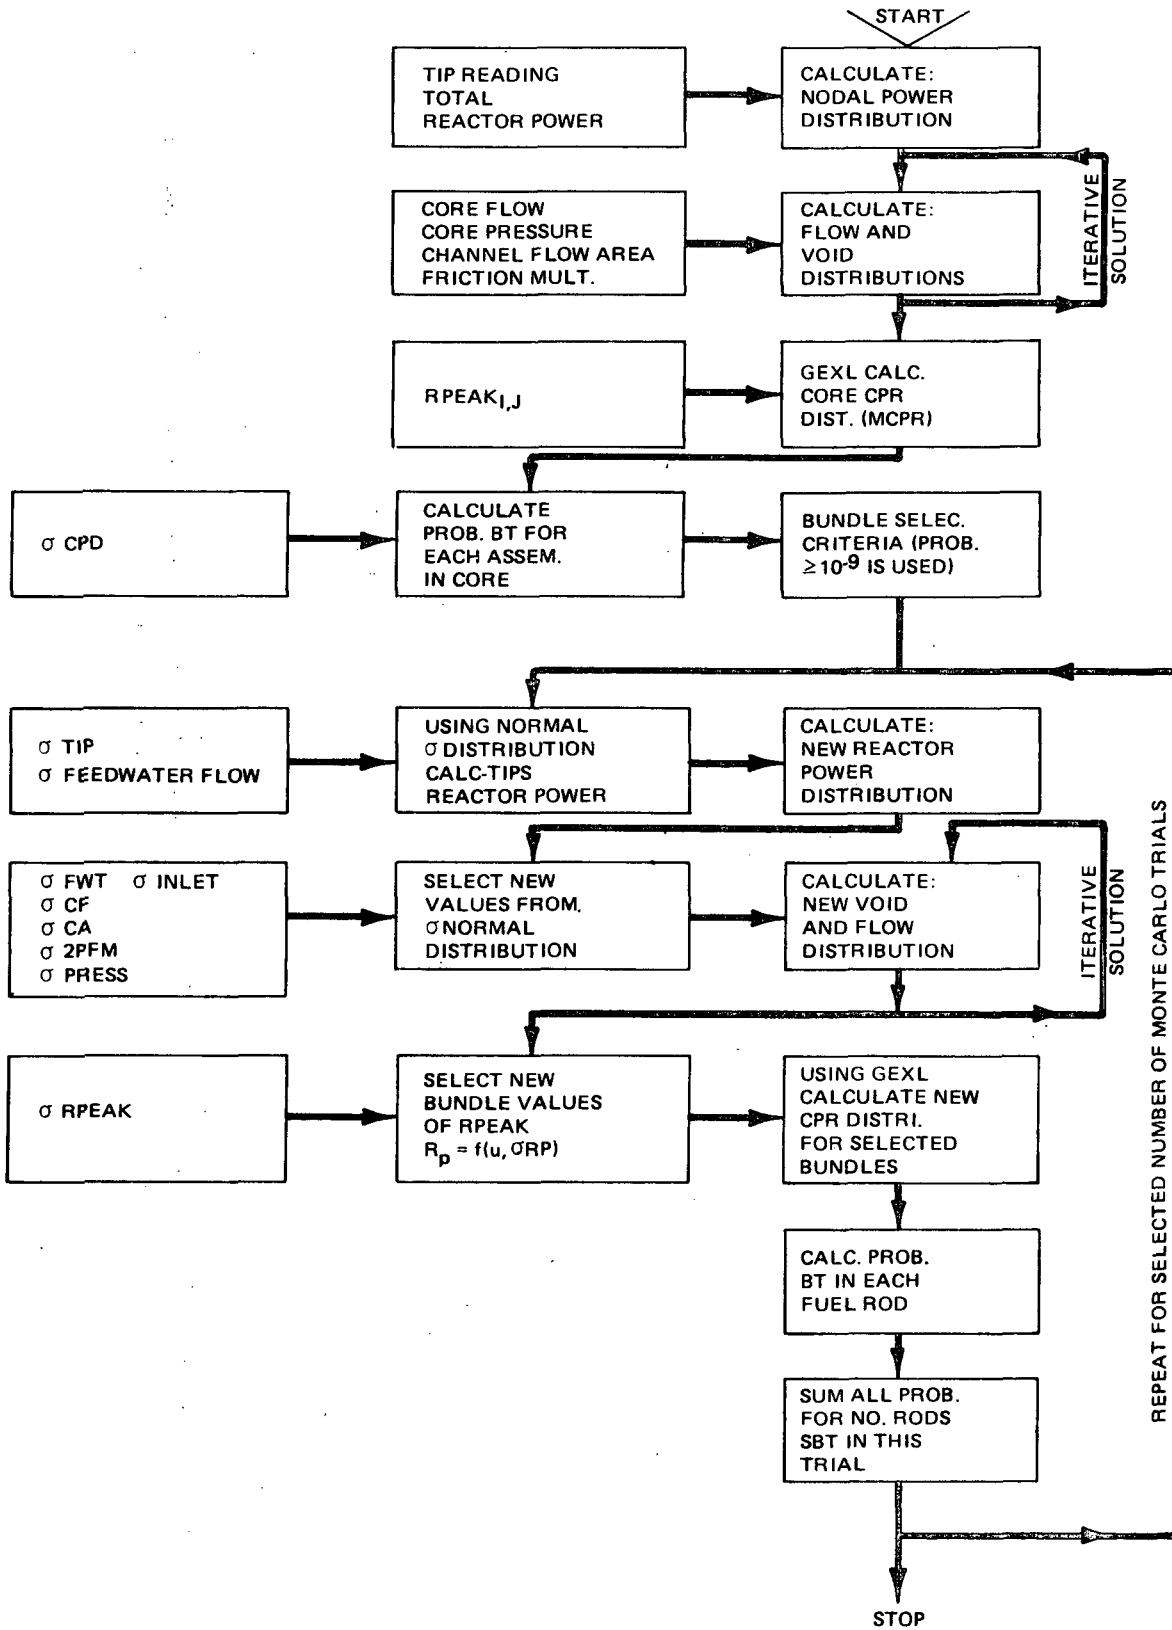 START
TIP READING
TOTAL
REACTOR POWER
CALCULATE:
NODAL POWER
DISTRIBUTION
CORE FLOW
CORE PRESSURE
CHANNEL FLOW AREA
FRICTION MULT.
CALCULATE:
FLOW AND
VOID
DISTRIBUTIONS
ITERATIVE
SOLUTION
RPEAK I,J
GEXL CALC.
CORE CPR
DIST. (MCPR)
σ CPD
CALCULATE
PROB. BT FOR
EACH ASSEM.
IN CORE
BUNDLE SELEC.
CRITERIA (PROB.
≥10-9 IS USED)
σ TIP
σ FEEDWATER FLOW
USING NORMAL
σ DISTRIBUTION
CALC-TIPS
REACTOR POWER
CALCULATE:
NEW REACTOR
POWER
DISTRIBUTION
σ FWT σ INLET
σ CF
σ CA
σ 2PFM
σ PRESS
SELECT NEW
VALUES FROM,
σ NORMAL
DISTRIBUTION
CALCULATE:
NEW VOID
AND FLOW
DISTRIBUTION
ITERATIVE
SOLUTION
σ RPEAK
SELECT NEW
BUNDLE VALUES
OF RPEAK
Rp = f(u, σRP)
USING GEXL
CALCULATE NEW
CPR DISTRI.
FOR SELECTED
BUNDLES
CALC. PROB.
BT IN EACH
FUEL ROD
SUM ALL PROB.
FOR NO. RODS
SBT IN THIS
TRIAL
REPEAT FOR SELECTED NUMBER OF MONTE CARLO TRIALS
STOP